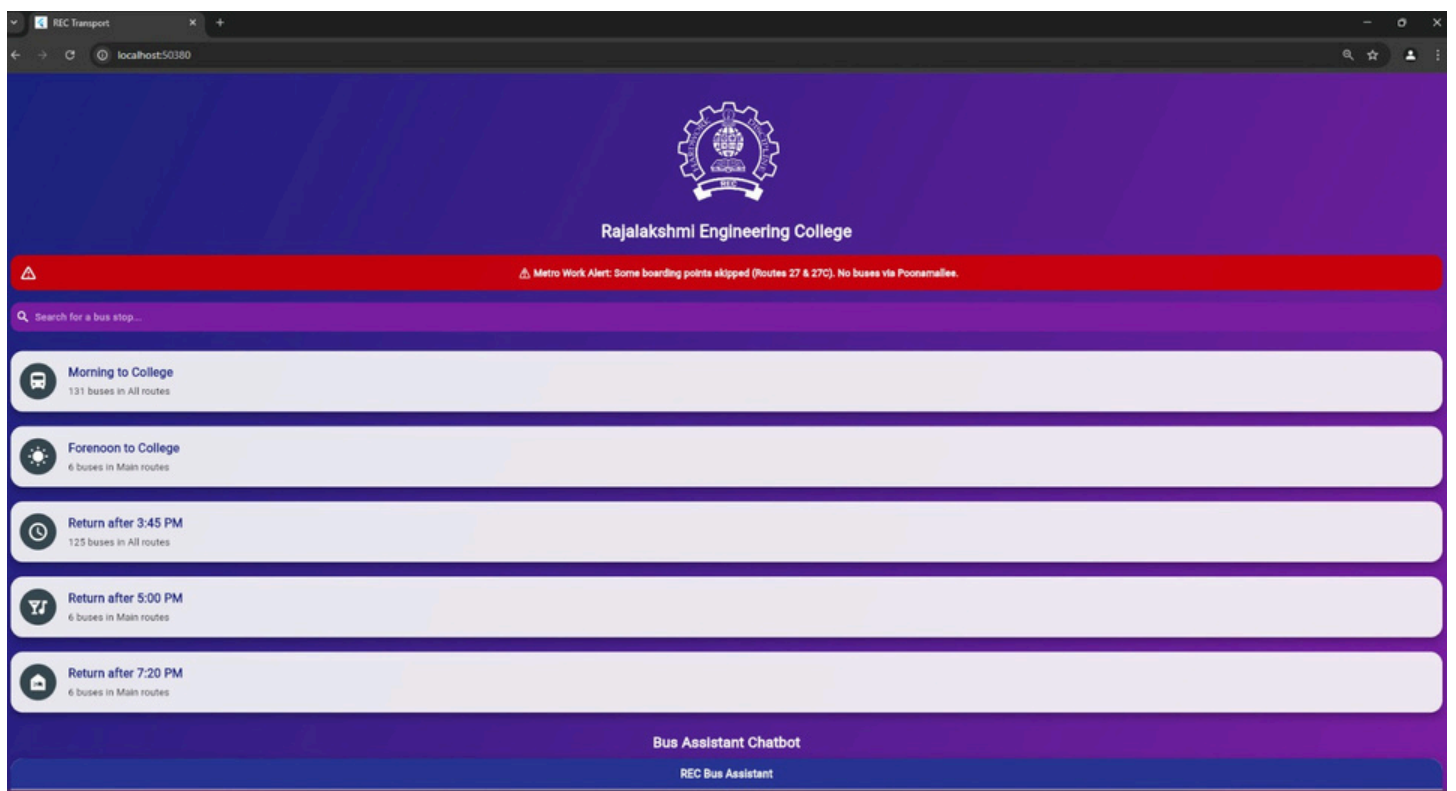 REC Transport
localhost:50380
HARDWORK
DISCIPLINE
REC
Rajalakshmi Engineering College
⚠ Metro Work Alert: Some boarding points skipped (Routes 27 & 27C). No buses via Poonamallee.
Search for a bus stop...
Morning to College
131 buses in All routes
Forenoon to College
6 buses in Main routes
Return after 3:45 PM
125 buses in All routes
Return after 5:00 PM
6 buses in Main routes
Return after 7:20 PM
6 buses in Main routes
Bus Assistant Chatbot
REC Bus Assistant